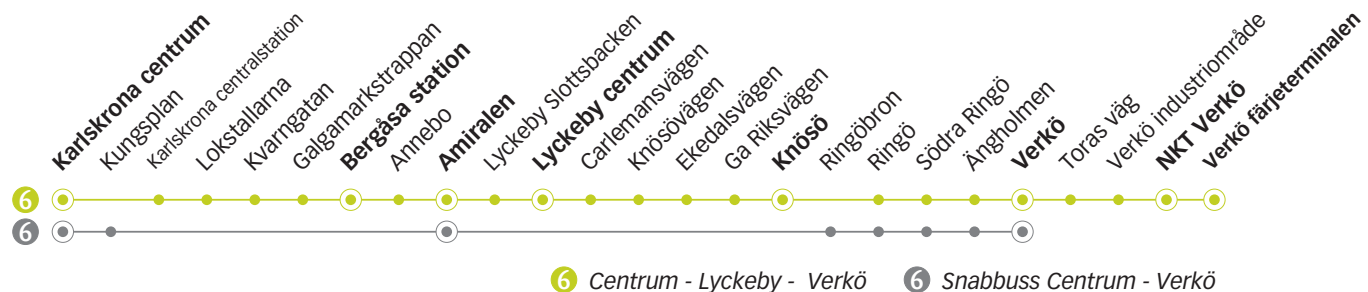 Karlskrona centrum
Kungsplan
Karlskrona centralstation
Lokstallarna
Kvarngatan
Galgamarkstrappan
Bergåsa station
Annebo
Amiralen
Lyckeby Slottsbacken
Lyckeby centrum
Carlemansvägen
Knösövägen
Ekedalsvägen
Ga Riksvägen
Knösö
Ringöbron
Ringö
Södra Ringö
Ängholmen
Verkö
Toras väg
Verkö industriområde
NKT Verkö
Verkö färjeterminalen
6
6
6 Centrum - Lyckeby - Verkö 6 Snabbuss Centrum - Verkö